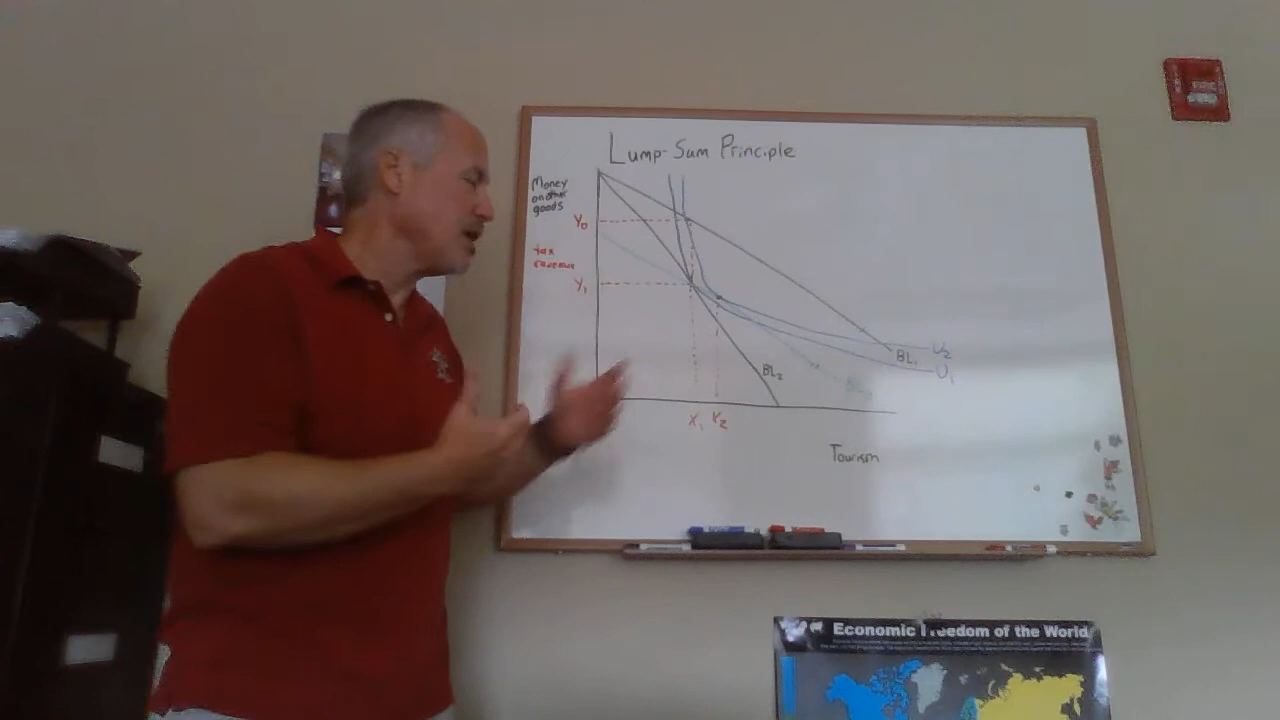 Lump-Sum Principle
Money
on other
goods
Y₀
tax
revenue
Y₁
U₂
BL₁
U₁
BL₂
X₁ X₂
Tourism
Economic Freedom of the World